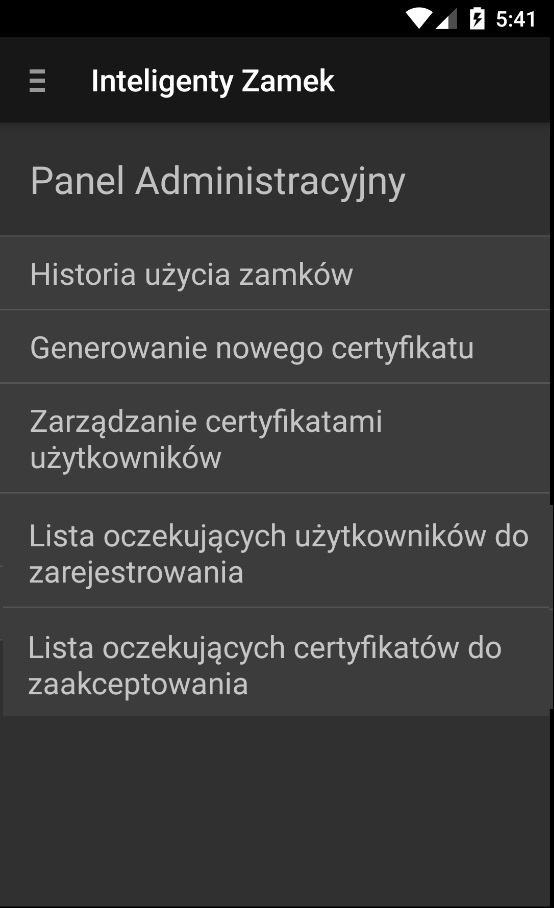 5:41
Inteligenty Zamek
Panel Administracyjny
Historia użycia zamków
Generowanie nowego certyfikatu
Zarządzanie certyfikatami
użytkowników
Lista oczekujących użytkowników do
zarejestrowania
Lista oczekujących certyfikatów do
zaakceptowania